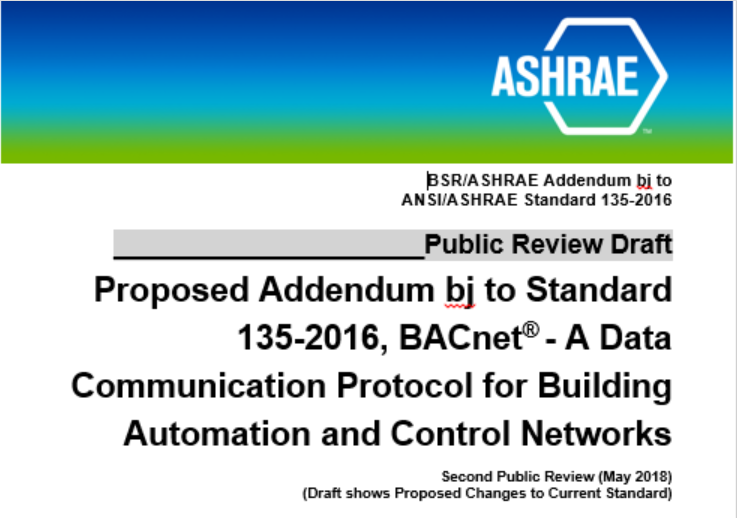 ASHRAE
TM
BSR/ASHRAE Addendum bj to
ANSI/ASHRAE Standard 135-2016
Public Review Draft
Proposed Addendum bj to Standard
135-2016, BACnet® - A Data
Communication Protocol for Building
Automation and Control Networks
Second Public Review (May 2018)
(Draft shows Proposed Changes to Current Standard)